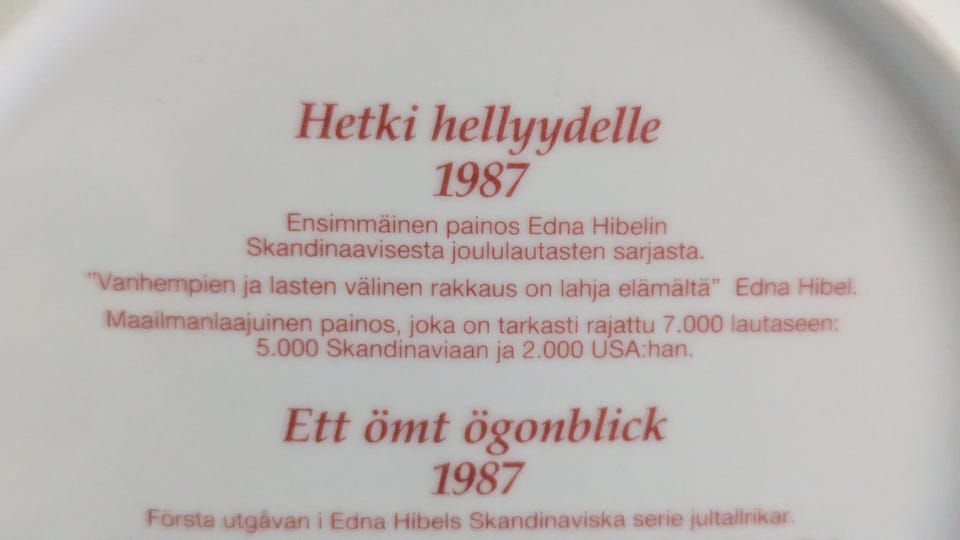 Hetki hellyydelle
1987
Ensimmäinen painos Edna Hibelin
Skandinaavisesta joululautasten sarjasta.
"Vanhempien ja lasten välinen rakkaus on lahja elämältä" Edna Hibel.
Maailmanlaajuinen painos, joka on tarkasti rajattu 7.000 lautaseen:
5.000 Skandinaviaan ja 2.000 USA:han.
Ett ömt ögonblick
1987
Första utgåvan i Edna Hibels Skandinaviska serie jultallrikar.